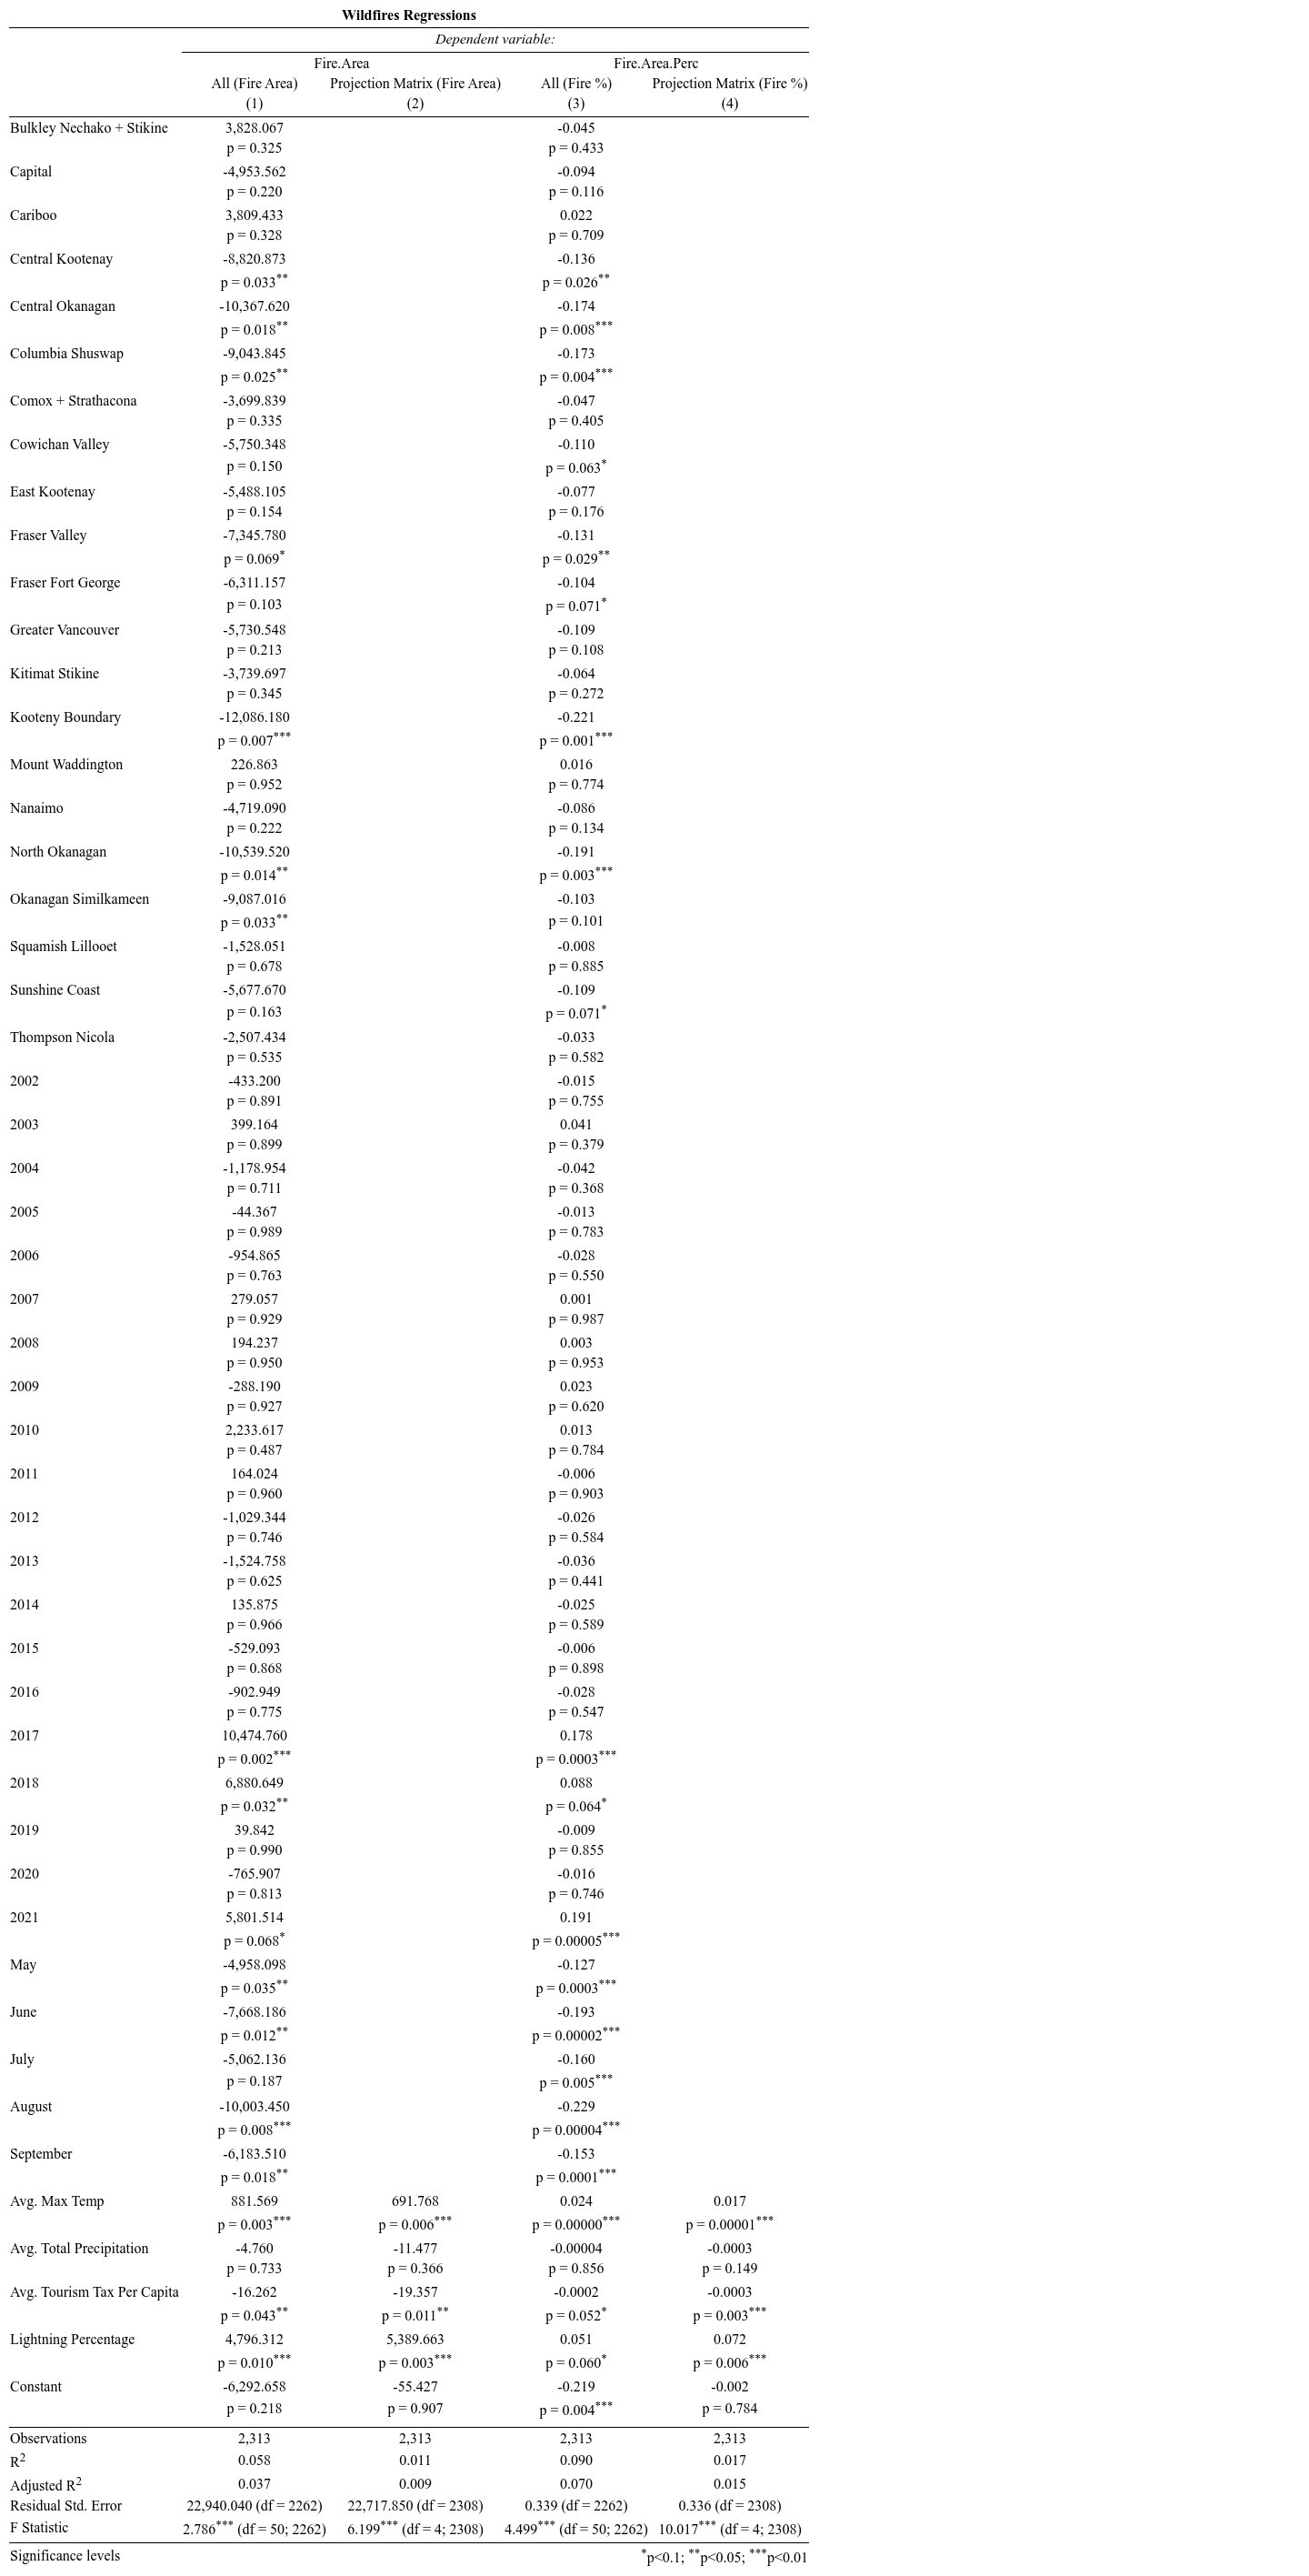 Wildfires Regressions
Dependent variable:
Fire.Area Fire.Area.Perc
All (Fire Area) Projection Matrix (Fire Area) All (Fire %) Projection Matrix (Fire %)
(1) (2) (3) (4)
Bulkley Nechako + Stikine 3,828.067 -0.045
p = 0.325 p = 0.433
Capital -4,953.562 -0.094
p = 0.220 p = 0.116
Cariboo 3,809.433 0.022
p = 0.328 p = 0.709
Central Kootenay -8,820.873 -0.136
p = 0.033** p = 0.026**
Central Okanagan -10,367.620 -0.174
p = 0.018** p = 0.008***
Columbia Shuswap -9,043.845 -0.173
p = 0.025** p = 0.004***
Comox + Strathacona -3,699.839 -0.047
p = 0.335 p = 0.405
Cowichan Valley -5,750.348 -0.110
p = 0.150 p = 0.063*
East Kootenay -5,488.105 -0.077
p = 0.154 p = 0.176
Fraser Valley -7,345.780 -0.131
p = 0.069* p = 0.029**
Fraser Fort George -6,311.157 -0.104
p = 0.103 p = 0.071*
Greater Vancouver -5,730.548 -0.109
p = 0.213 p = 0.108
Kitimat Stikine -3,739.697 -0.064
p = 0.345 p = 0.272
Kooteny Boundary -12,086.180 -0.221
p = 0.007*** p = 0.001***
Mount Waddington 226.863 0.016
p = 0.952 p = 0.774
Nanaimo -4,719.090 -0.086
p = 0.222 p = 0.134
North Okanagan -10,539.520 -0.191
p = 0.014** p = 0.003***
Okanagan Similkameen -9,087.016 -0.103
p = 0.033** p = 0.101
Squamish Lillooet -1,528.051 -0.008
p = 0.678 p = 0.885
Sunshine Coast -5,677.670 -0.109
p = 0.163 p = 0.071*
Thompson Nicola -2,507.434 -0.033
p = 0.535 p = 0.582
2002 -433.200 -0.015
p = 0.891 p = 0.755
2003 399.164 0.041
p = 0.899 p = 0.379
2004 -1,178.954 -0.042
p = 0.711 p = 0.368
2005 -44.367 -0.013
p = 0.989 p = 0.783
2006 -954.865 -0.028
p = 0.763 p = 0.550
2007 279.057 0.001
p = 0.929 p = 0.987
2008 194.237 0.003
p = 0.950 p = 0.953
2009 -288.190 0.023
p = 0.927 p = 0.620
2010 2,233.617 0.013
p = 0.487 p = 0.784
2011 164.024 -0.006
p = 0.960 p = 0.903
2012 -1,029.344 -0.026
p = 0.746 p = 0.584
2013 -1,524.758 -0.036
p = 0.625 p = 0.441
2014 135.875 -0.025
p = 0.966 p = 0.589
2015 -529.093 -0.006
p = 0.868 p = 0.898
2016 -902.949 -0.028
p = 0.775 p = 0.547
2017 10,474.760 0.178
p = 0.002*** p = 0.0003***
2018 6,880.649 0.088
p = 0.032** p = 0.064*
2019 39.842 -0.009
p = 0.990 p = 0.855
2020 -765.907 -0.016
p = 0.813 p = 0.746
2021 5,801.514 0.191
p = 0.068* p = 0.00005***
May -4,958.098 -0.127
p = 0.035** p = 0.0003***
June -7,668.186 -0.193
p = 0.012** p = 0.00002***
July -5,062.136 -0.160
p = 0.187 p = 0.005***
August -10,003.450 -0.229
p = 0.008*** p = 0.00004***
September -6,183.510 -0.153
p = 0.018** p = 0.0001***
Avg. Max Temp 881.569 691.768 0.024 0.017
p = 0.003*** p = 0.006*** p = 0.00000*** p = 0.00001***
Avg. Total Precipitation -4.760 -11.477 -0.00004 -0.0003
p = 0.733 p = 0.366 p = 0.856 p = 0.149
Avg. Tourism Tax Per Capita -16.262 -19.357 -0.0002 -0.0003
p = 0.043** p = 0.011** p = 0.052* p = 0.003***
Lightning Percentage 4,796.312 5,389.663 0.051 0.072
p = 0.010*** p = 0.003*** p = 0.060* p = 0.006***
Constant -6,292.658 -55.427 -0.219 -0.002
p = 0.218 p = 0.907 p = 0.004*** p = 0.784
Observations 2,313 2,313 2,313 2,313
R2 0.058 0.011 0.090 0.017
Adjusted R2 0.037 0.009 0.070 0.015
Residual Std. Error 22,940.040 (df = 2262) 22,717.850 (df = 2308) 0.339 (df = 2262) 0.336 (df = 2308)
F Statistic 2.786*** (df = 50; 2262) 6.199*** (df = 4; 2308) 4.499*** (df = 50; 2262) 10.017*** (df = 4; 2308)
Significance levels *p<0.1; **p<0.05; ***p<0.01